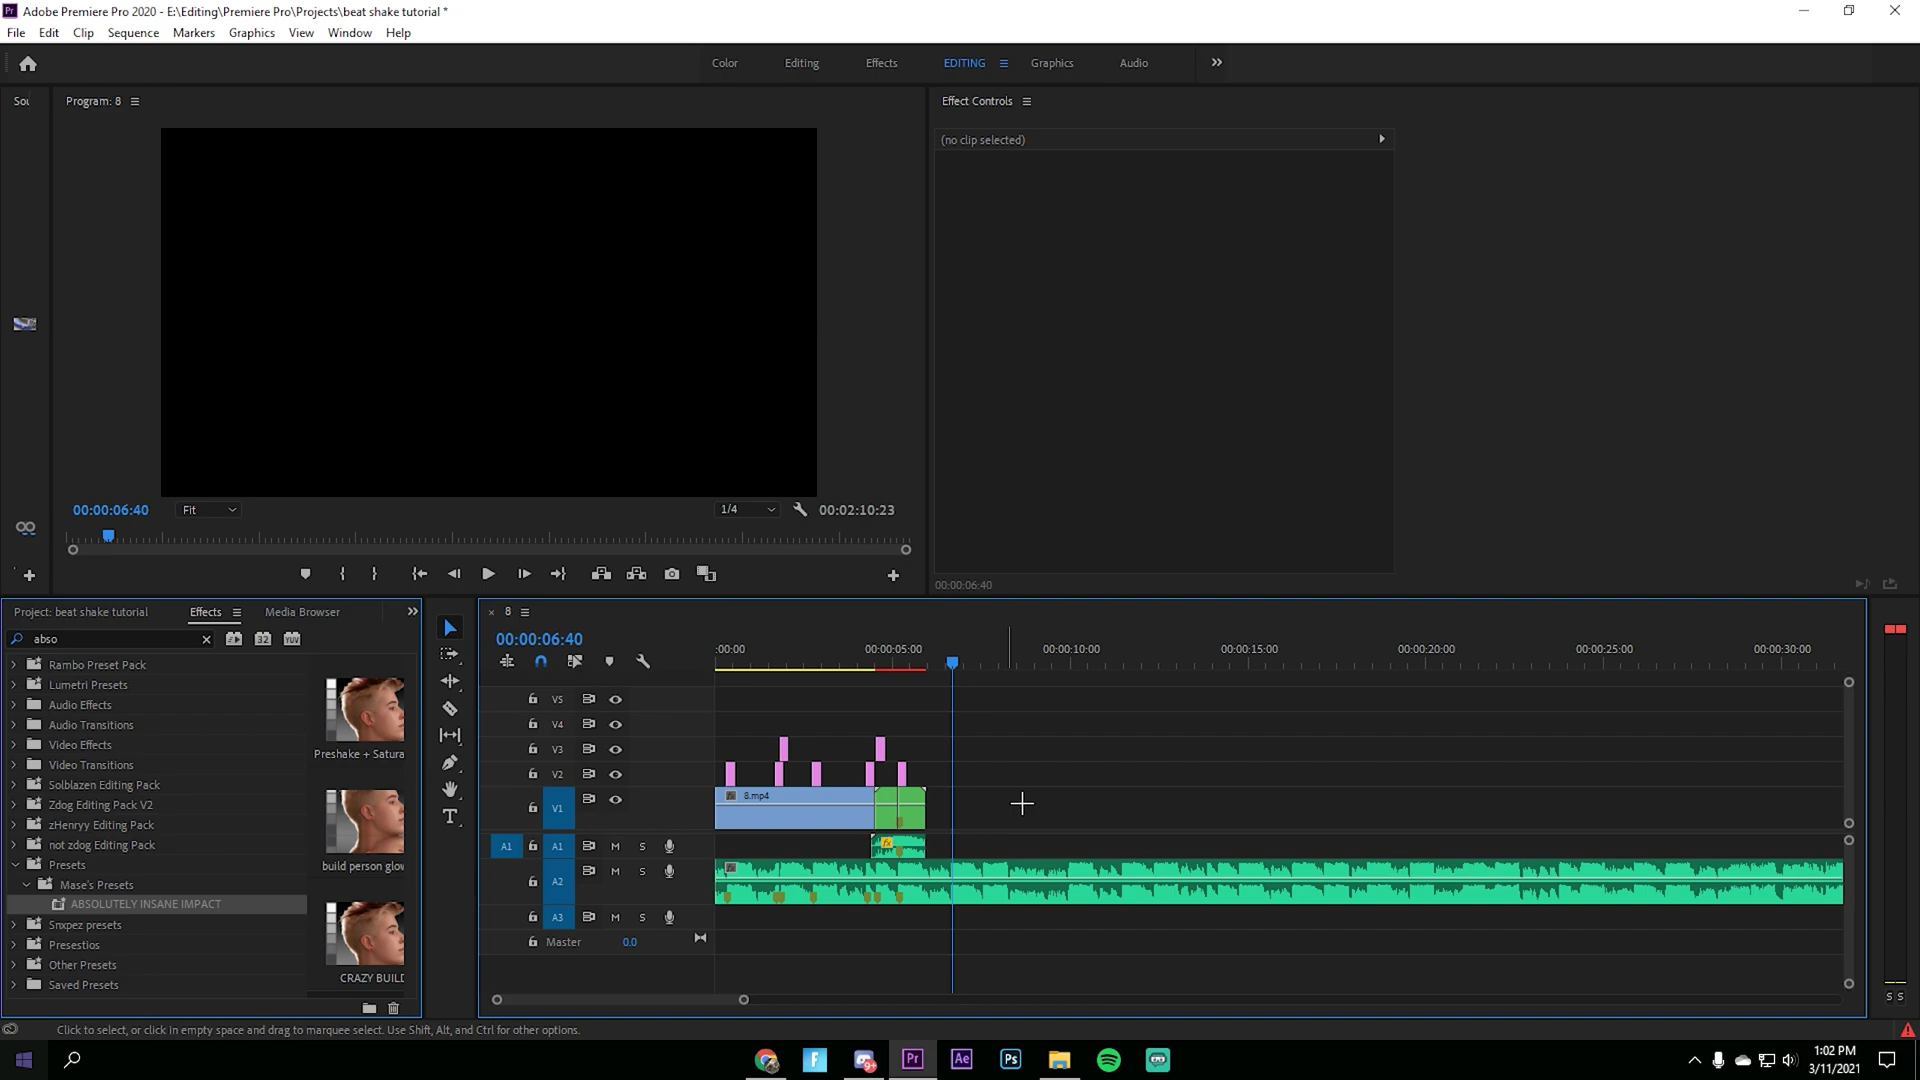 Adobe Premiere Pro 2020 - E:\Editing\Premiere Pro\Projects\beat shake tutorial *
File Edit Clip Sequence Markers Graphics View Window Help
Color Editing Effects EDITING Graphics Audio
Program: 8
Effect Controls
(no clip selected)
00:00:06:40 Fit 1/4 00:02:10:23
00:00:06:40
Project: beat shake tutorial Effects Media Browser
abso
32 YUV
Rambo Preset Pack
Lumetri Presets
Audio Effects
Audio Transitions
Video Effects
Video Transitions
Solblazen Editing Pack
Zdog Editing Pack V2
zHenryy Editing Pack
not zdog Editing Pack
Presets
Mase's Presets
ABSOLUTELY INSANE IMPACT
Snxpez presets
Presestios
Other Presets
Saved Presets
Preshake + Satura
build person glow
CRAZY BUILD
8
00:00:06:40
:00:00 00:00:05:00 00:00:10:00 00:00:15:00 00:00:20:00 00:00:25:00 00:00:30:00
V5
V4
V3
V2
V1
8.mp4
A1 A1 M S
A2 M S
A3 M S
Master 0.0
S S
Click to select, or click in empty space and drag to marquee select. Use Shift, Alt, and Ctrl for other options.
Pr Ae Ps
9+
1:02 PM
3/11/2021